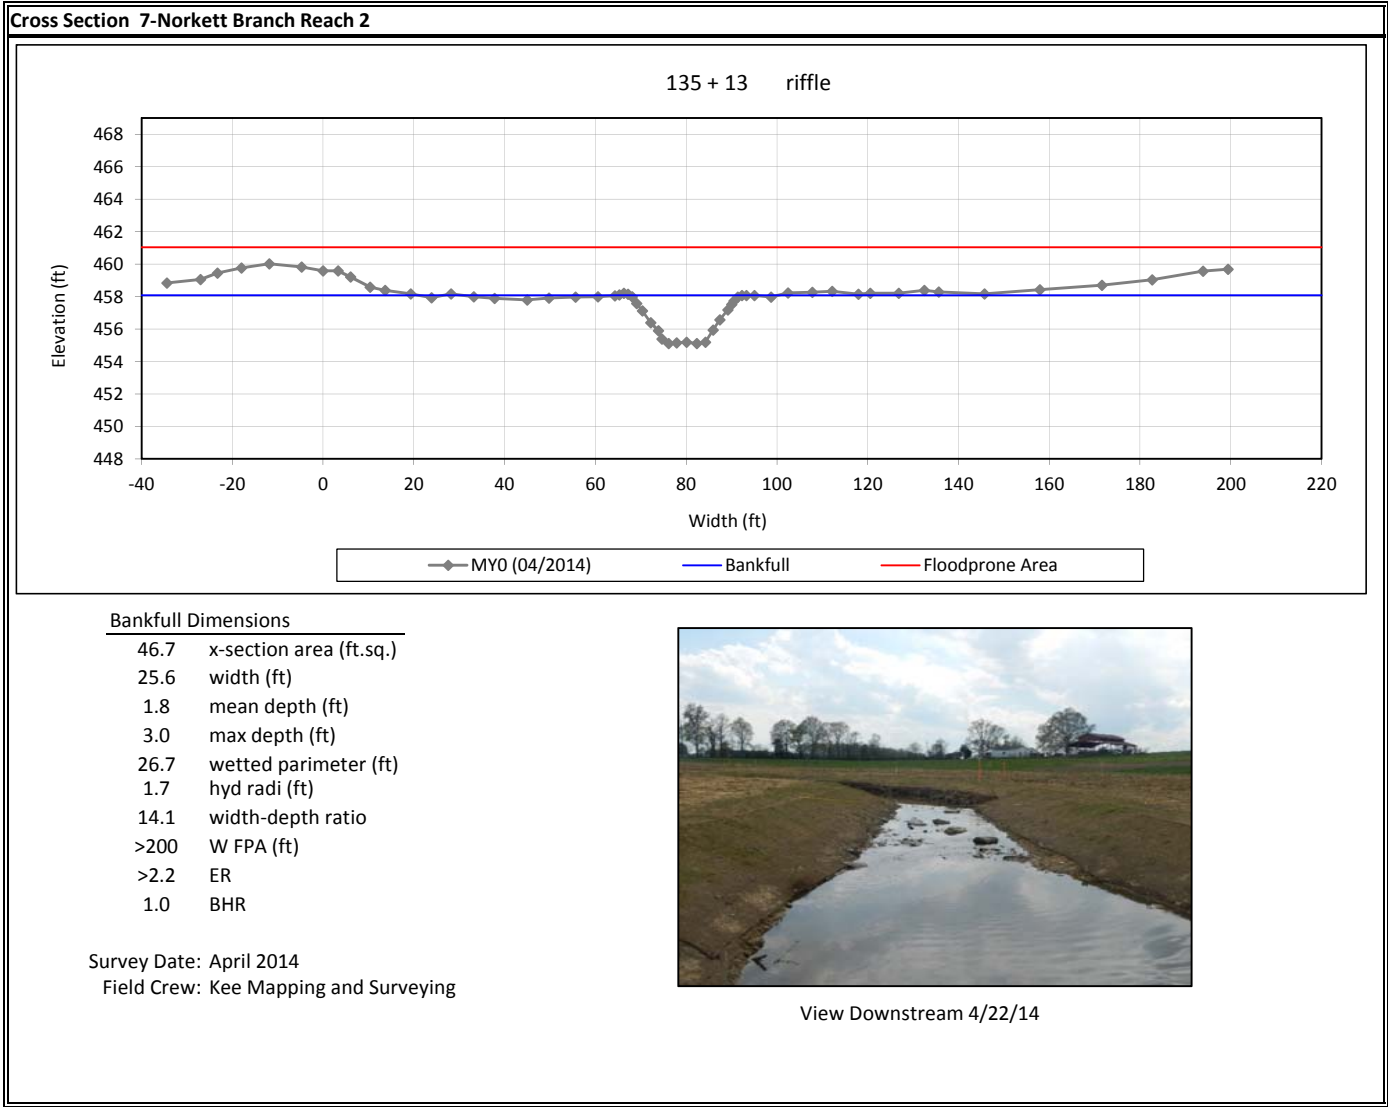 Cross Section  7-Norkett Branch Reach 2
135 + 13      riffle
468
466
464
462
460
458
456
454
452
450
448
Elevation (ft)
-40 -20 0 20 40 60 80 100 120 140 160 180 200 220
Width (ft)
MY0 (04/2014) Bankfull Floodprone Area
Bankfull Dimensions
46.7 x-section area (ft.sq.)
25.6 width (ft)
1.8 mean depth (ft)
3.0 max depth (ft)
26.7 wetted parimeter (ft)
1.7 hyd radi (ft)
14.1 width-depth ratio
>200 W FPA (ft)
>2.2 ER
1.0 BHR
Survey Date: April 2014
Field Crew: Kee Mapping and Surveying
View Downstream 4/22/14